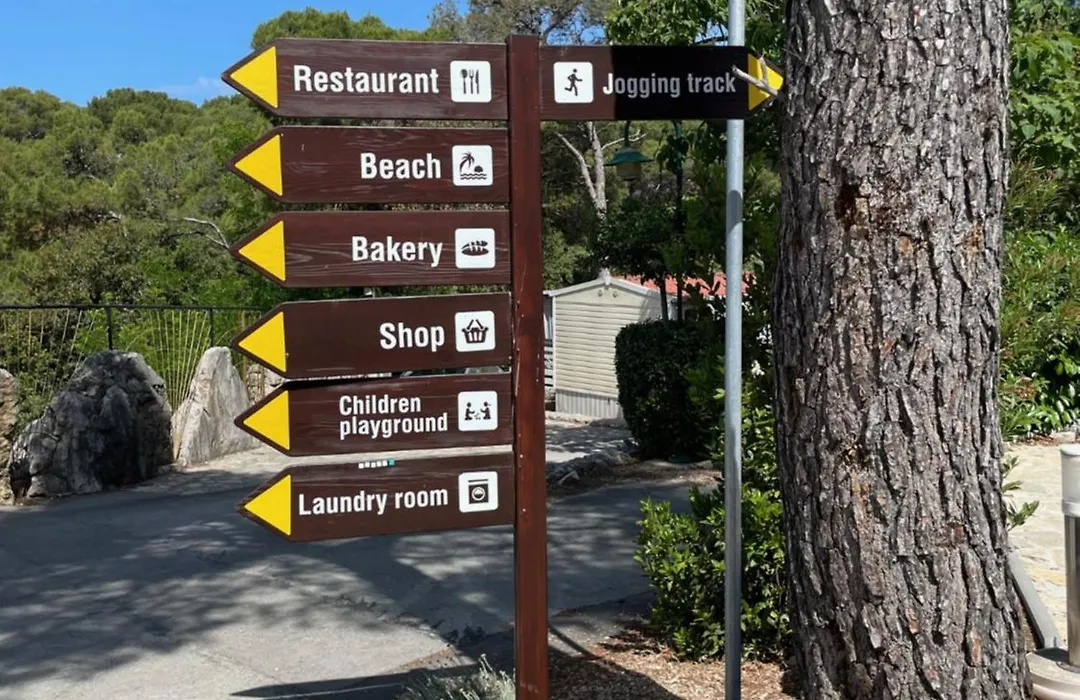 Restaurant
Jogging track
Beach
Bakery
Shop
Children
playground
Laundry room